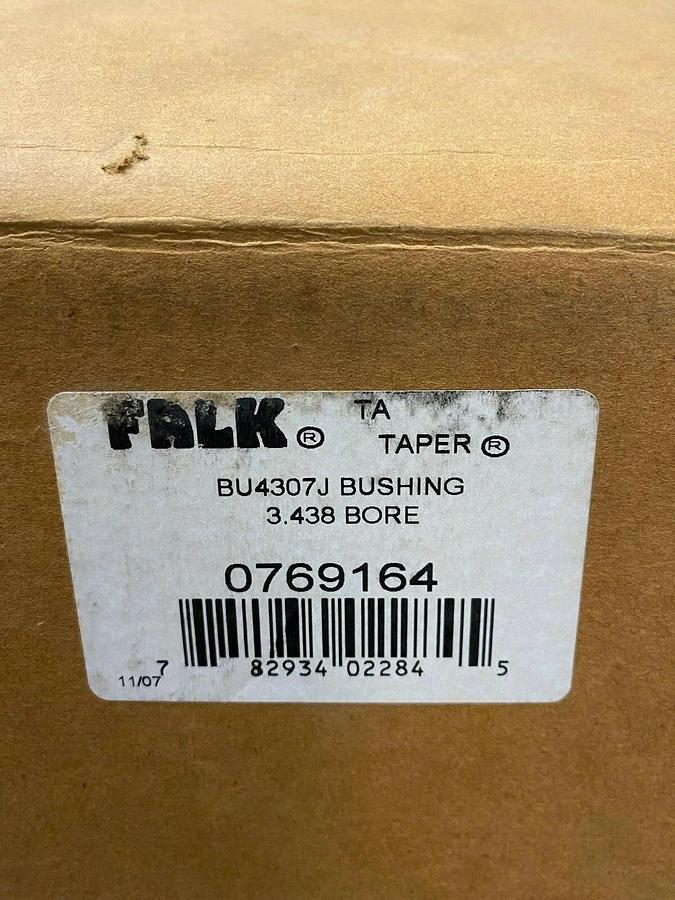 FALK® TA
TAPER®
BU4307J BUSHING
3.438 BORE
0769164
7 82934 02284 5
11/07